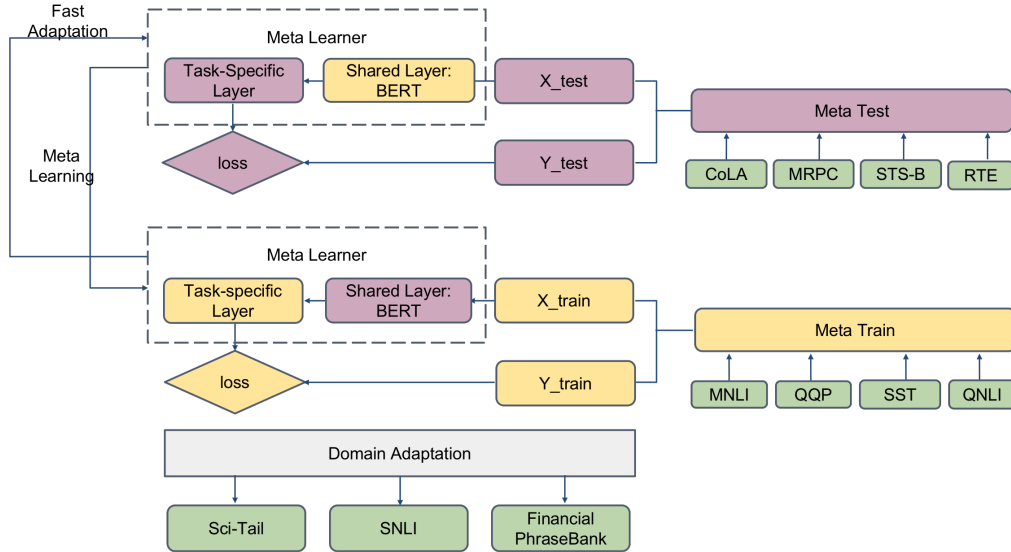 Fast
Adaptation
Meta Learner
Task-Specific
Layer
Shared Layer:
BERT
X_test
Meta Test
loss
Y_test
CoLA
MRPC
STS-B
RTE
Meta
Learning
Meta Learner
Task-specific
Layer
Shared Layer:
BERT
X_train
Meta Train
loss
Y_train
MNLI
QQP
SST
QNLI
Domain Adaptation
Sci-Tail
SNLI
Financial
PhraseBank